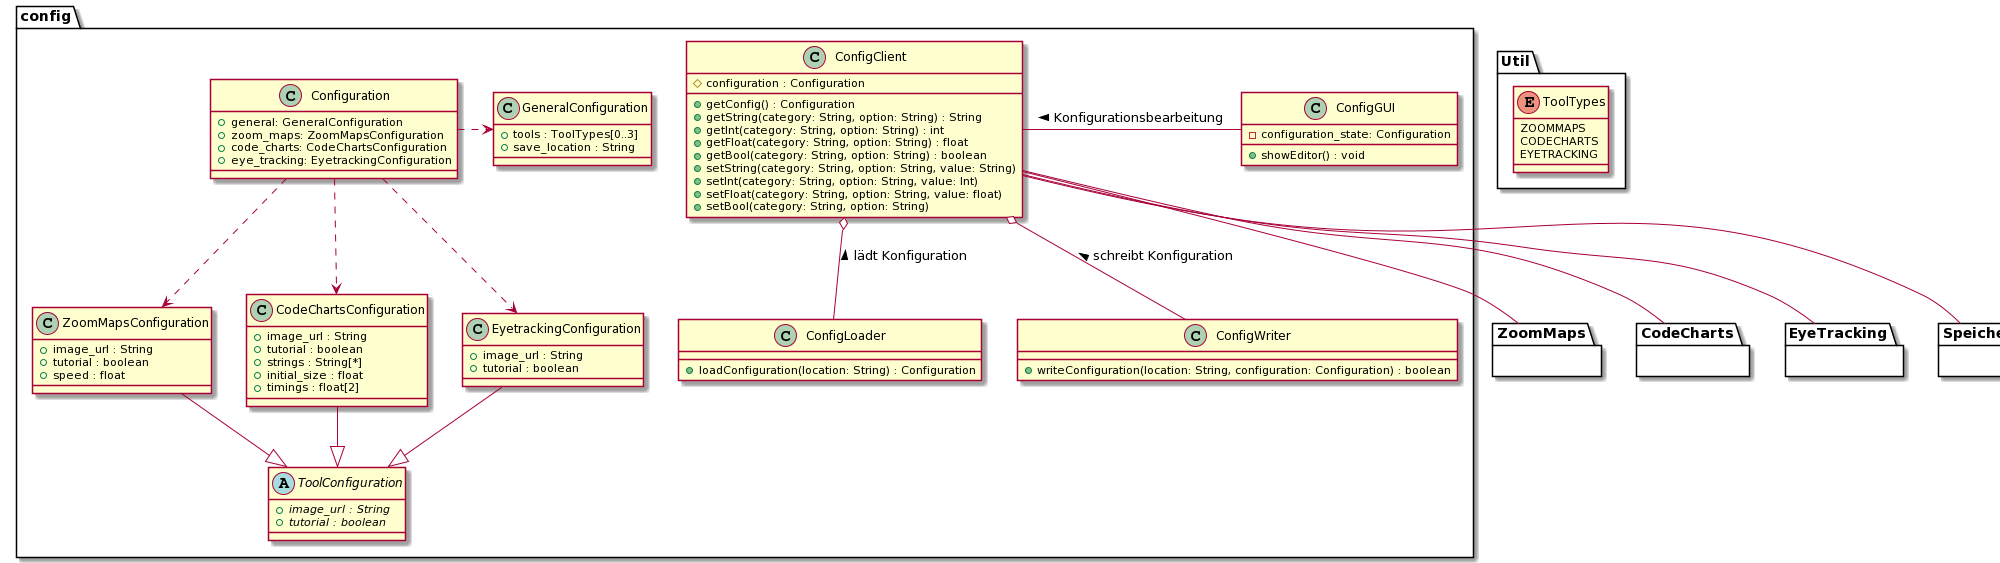 config
C Configuration
general: GeneralConfiguration
zoom_maps: ZoomMapsConfiguration
code_charts: CodeChartsConfiguration
eye_tracking: EyetrackingConfiguration
C GeneralConfiguration
tools : ToolTypes[0..3]
save_location : String
C ConfigClient
configuration : Configuration
getConfig() : Configuration
getString(category: String, option: String) : String
getInt(category: String, option: String) : int
getFloat(category: String, option: String) : float
getBool(category: String, option: String) : boolean
setString(category: String, option: String, value: String)
setInt(category: String, option: String, value: Int)
setFloat(category: String, option: String, value: float)
setBool(category: String, option: String)
◄ Konfigurationsbearbeitung
C ConfigGUI
configuration_state: Configuration
showEditor() : void
Util
E ToolTypes
ZOOMMAPS
CODECHARTS
EYETRACKING
lädt Konfiguration
schreibt Konfiguration
C ZoomMapsConfiguration
image_url : String
tutorial : boolean
speed : float
C CodeChartsConfiguration
image_url : String
tutorial : boolean
strings : String[*]
initial_size : float
timings : float[2]
C EyetrackingConfiguration
image_url : String
tutorial : boolean
C ConfigLoader
loadConfiguration(location: String) : Configuration
C ConfigWriter
writeConfiguration(location: String, configuration: Configuration) : boolean
ZoomMaps
CodeCharts
EyeTracking
Speiche
A ToolConfiguration
image_url : String
tutorial : boolean